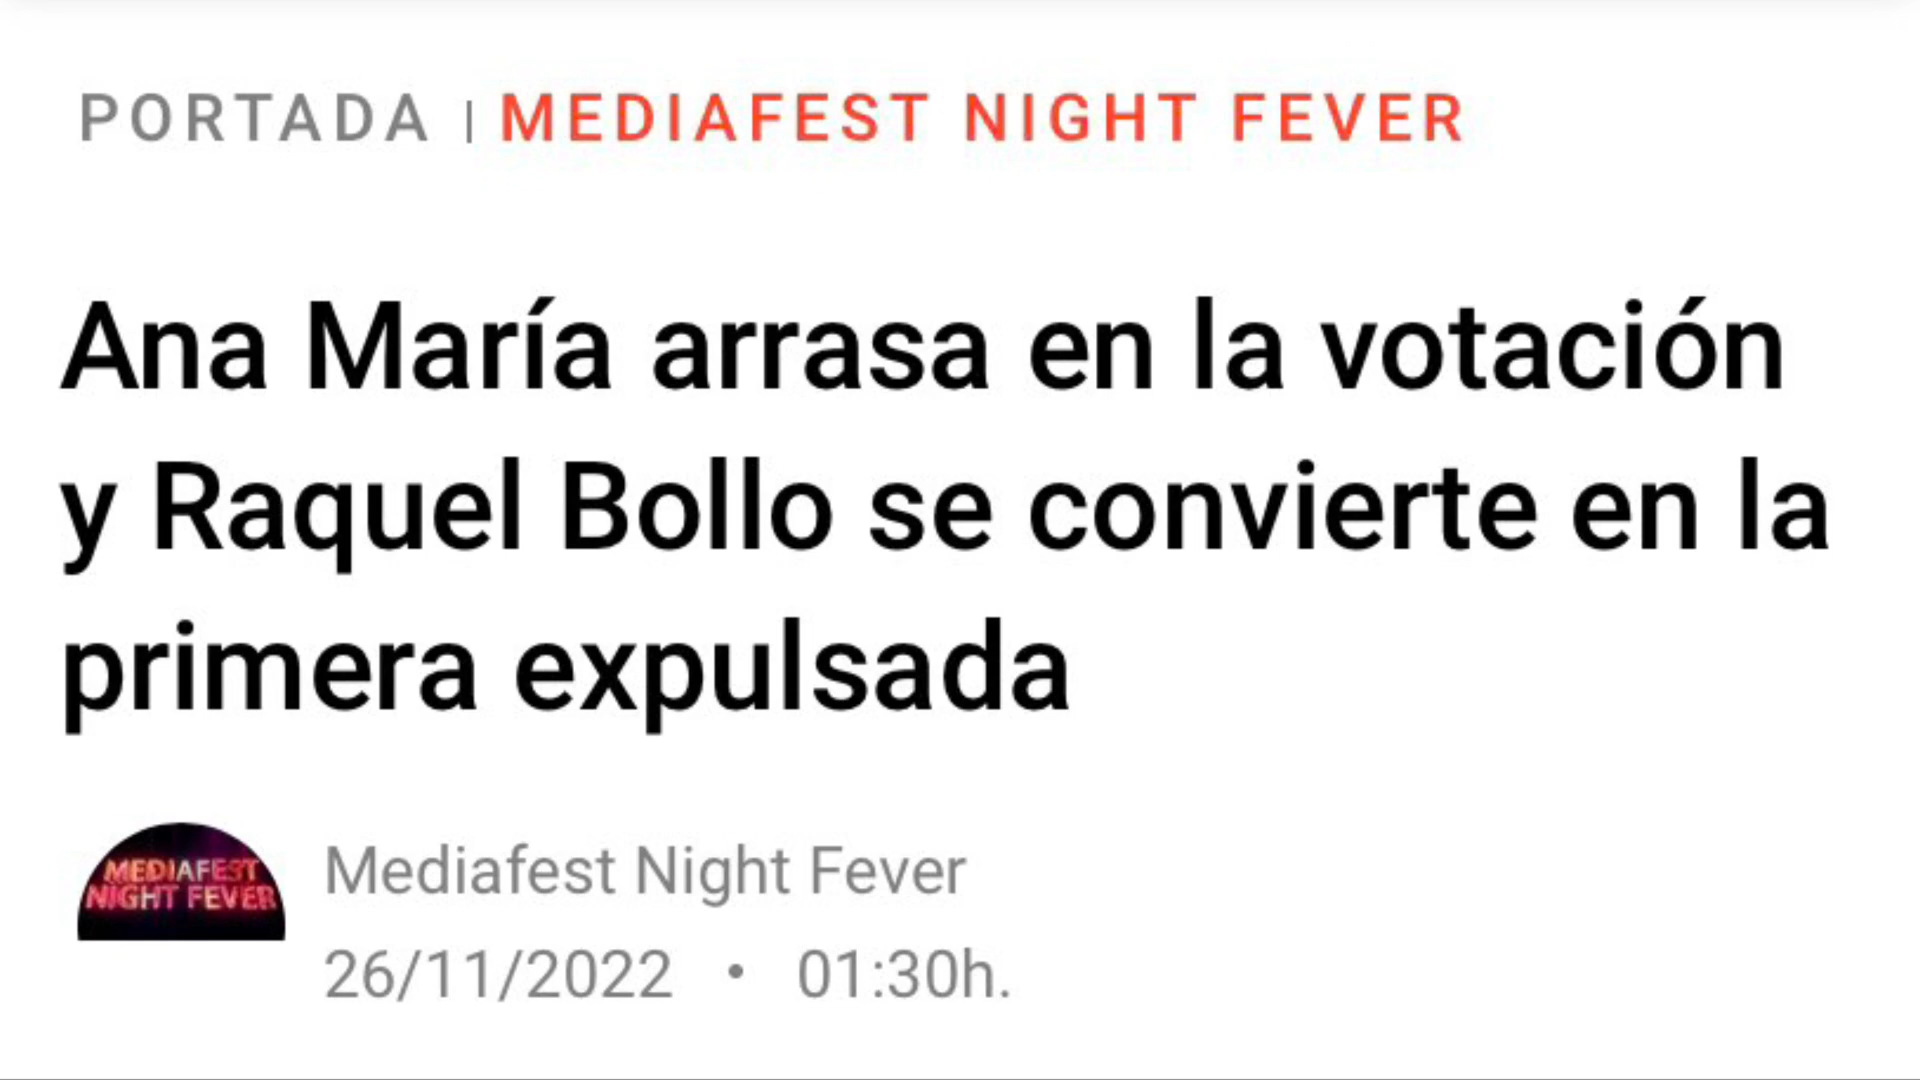 PORTADA | MEDIAFEST NIGHT FEVER
Ana María arrasa en la votación
y Raquel Bollo se convierte en la
primera expulsada
MEDIAFEST
NIGHT FEVER
Mediafest Night Fever
26/11/2022 • 01:30h.